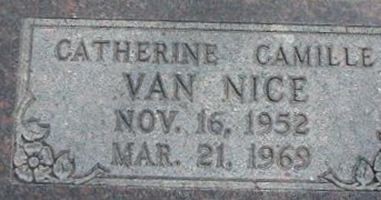 CATHERINE CAMILLE
VAN NICE
NOV. 16, 1952
MAR. 21, 1969